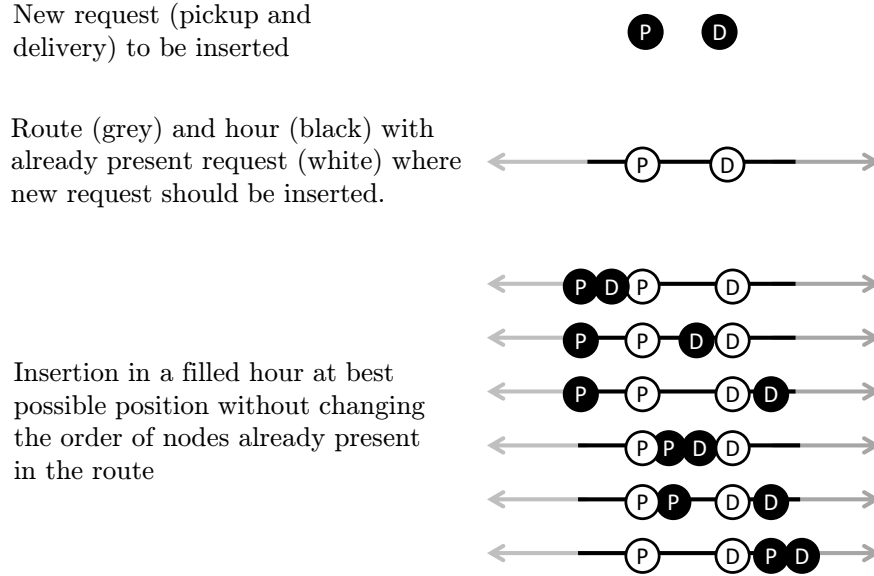 New request (pickup and
delivery) to be inserted
P D
Route (grey) and hour (black) with
already present request (white) where
new request should be inserted.
P D
Insertion in a filled hour at best
possible position without changing
the order of nodes already present
in the route
P D P D
P P D D
P P D D
P P D D
P P D D
P D P D